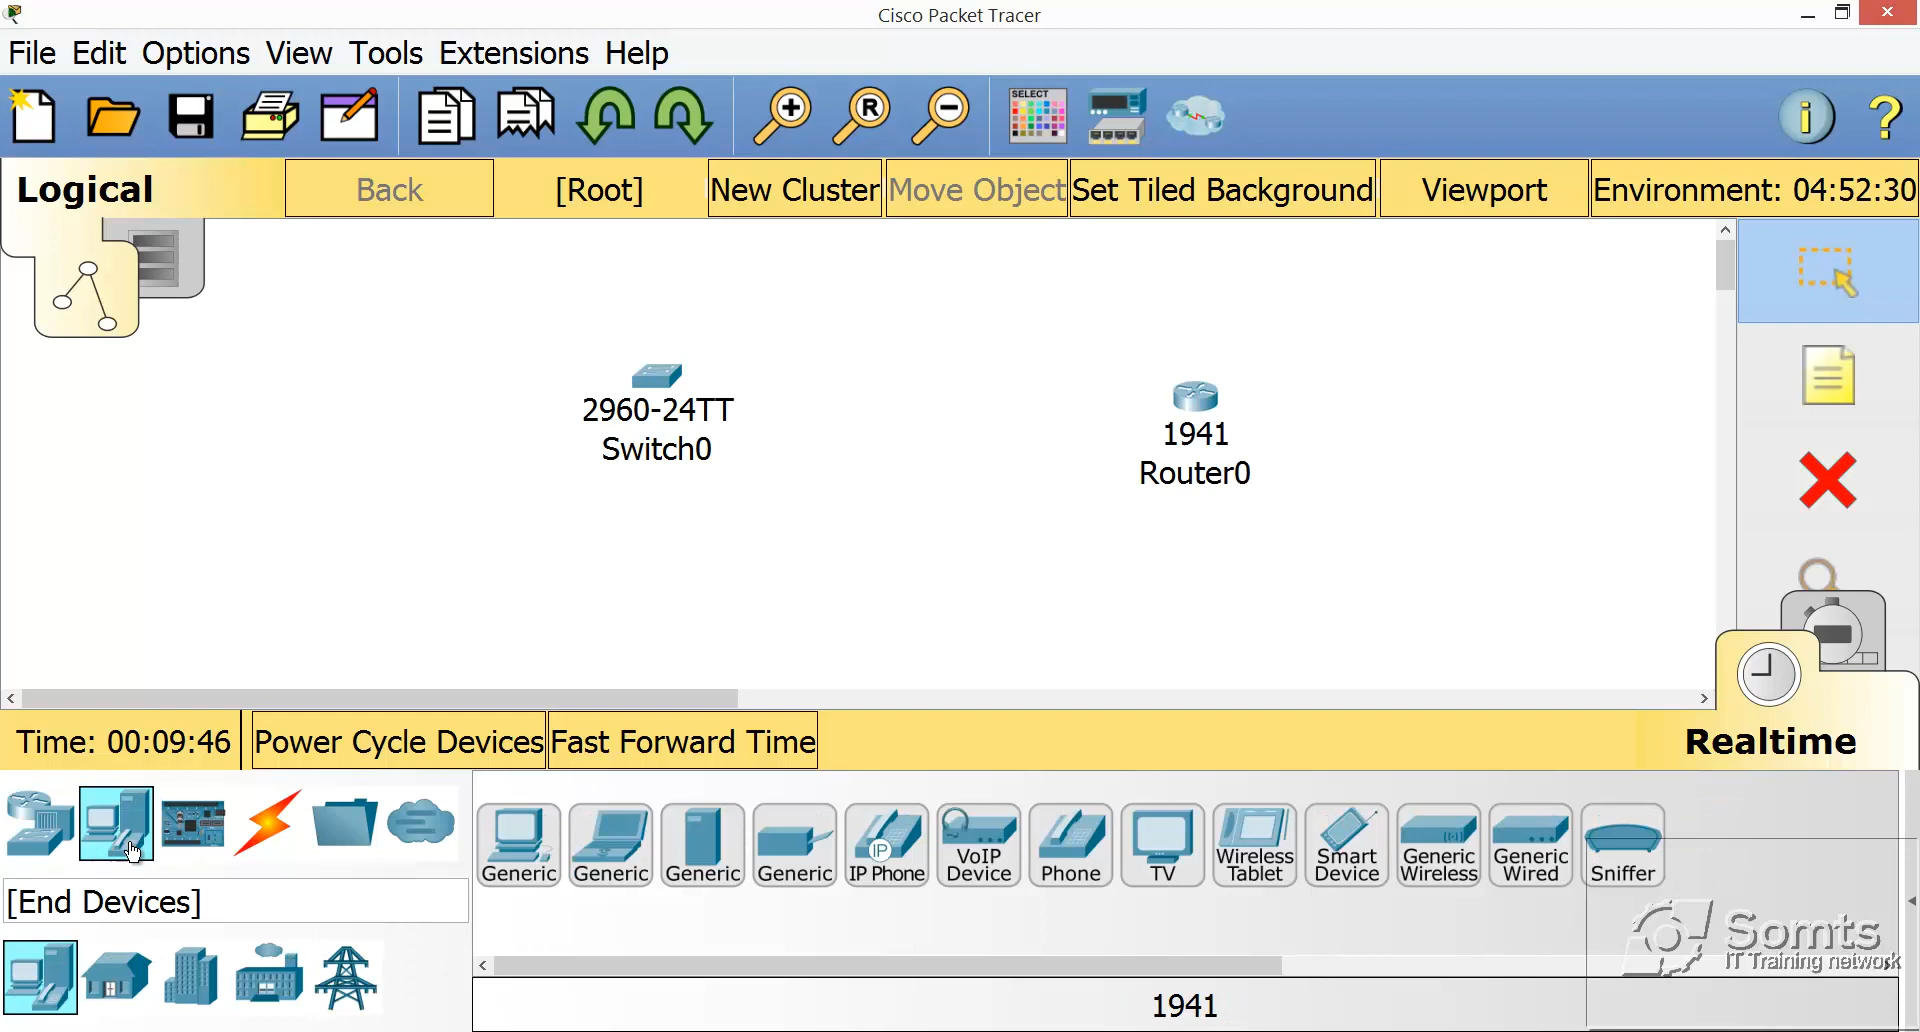 Cisco Packet Tracer
File Edit Options View Tools Extensions Help
SELECT
R
i ?
Logical Back [Root] New Cluster Move Object Set Tiled Background Viewport Environment: 04:52:30
2960-24TT
Switch0
1941
Router0
Time: 00:09:46 Power Cycle Devices Fast Forward Time Realtime
IP
Generic Generic Generic Generic IP Phone VoIP Device Phone TV Wireless Tablet Smart Device Generic Wireless Generic Wired Sniffer
[End Devices]
Somts
IT Training network
1941